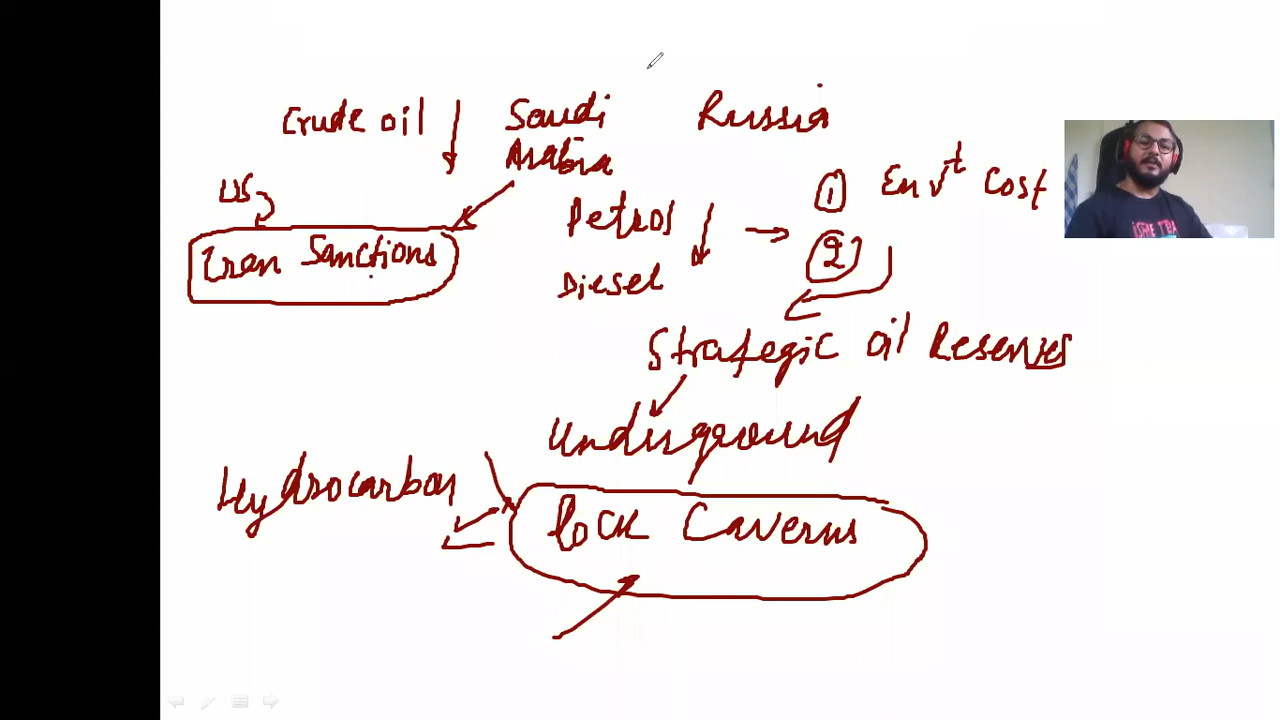 Crude oil ↓ Saudi Arabia Russia
US
Iran Sanctions
Petrol ↓ → ① Envt Cost
Diesel ②
Strategic oil Reserves
Underground
Hydrocarbon
Rock Caverns